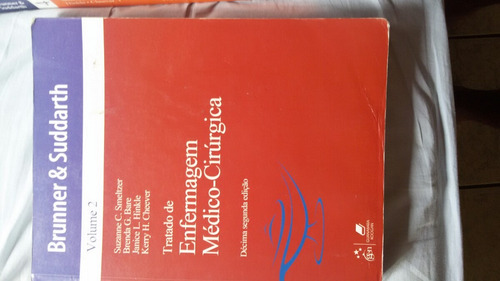 Brunner & Suddarth
Volume 2
Suzanne C. Smeltzer
Brenda G. Bare
Janice L. Hinkle
Kerry H. Cheever
Tratado de
Enfermagem
Médico-Cirúrgica
Décima segunda edição